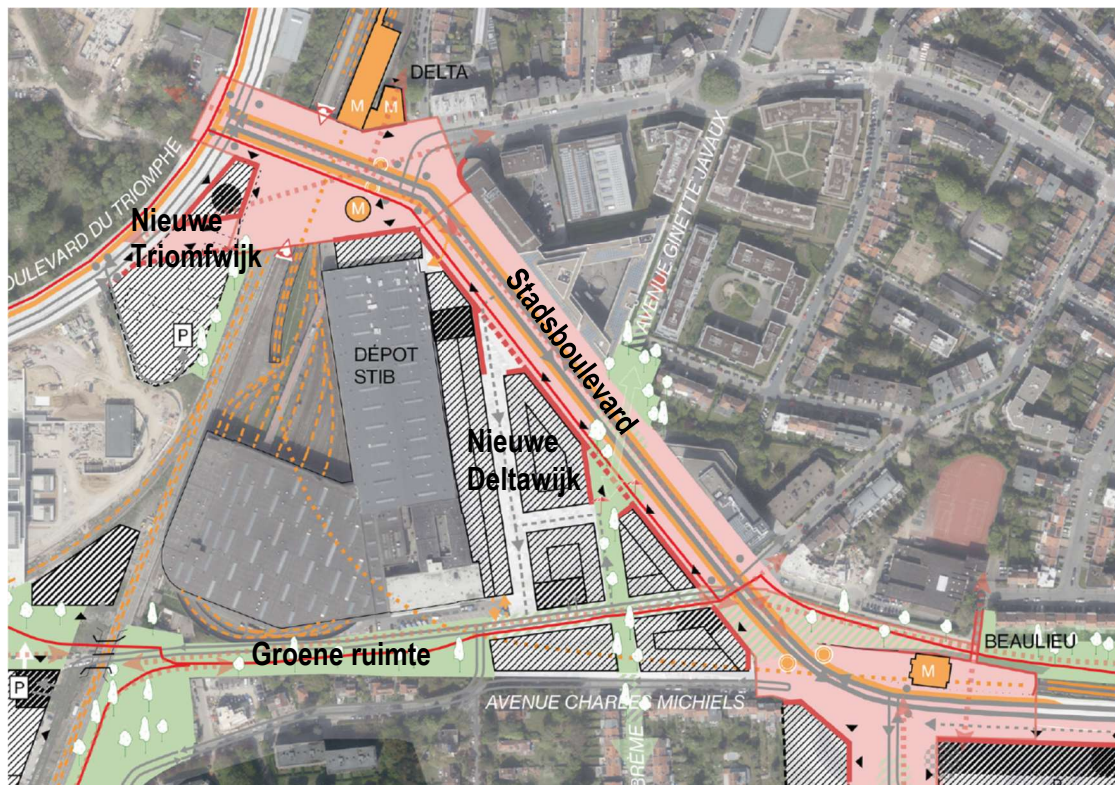 DELTA
M
M
BOULEVARD DU TRIOMPHE
M
Nieuwe
Triomfwijk
AVENUE GINETTE JAVAUX
Stadsboulevard
P
DÉPOT
STIB
Nieuwe
Deltawijk
Groene ruimte
BEAULIEU
M
P
AVENUE CHARLES MICHIELS